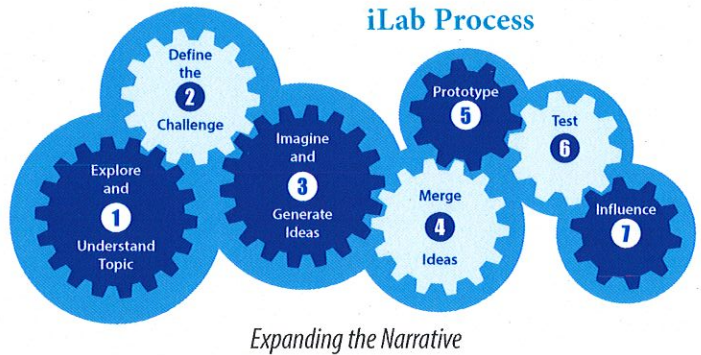 iLab Process
Explore
and
1
Understand
Topic
Define
the
2
Challenge
Imagine
and
3
Generate
Ideas
Merge
4
Ideas
Prototype
5
Test
6
Influence
7
Expanding the Narrative